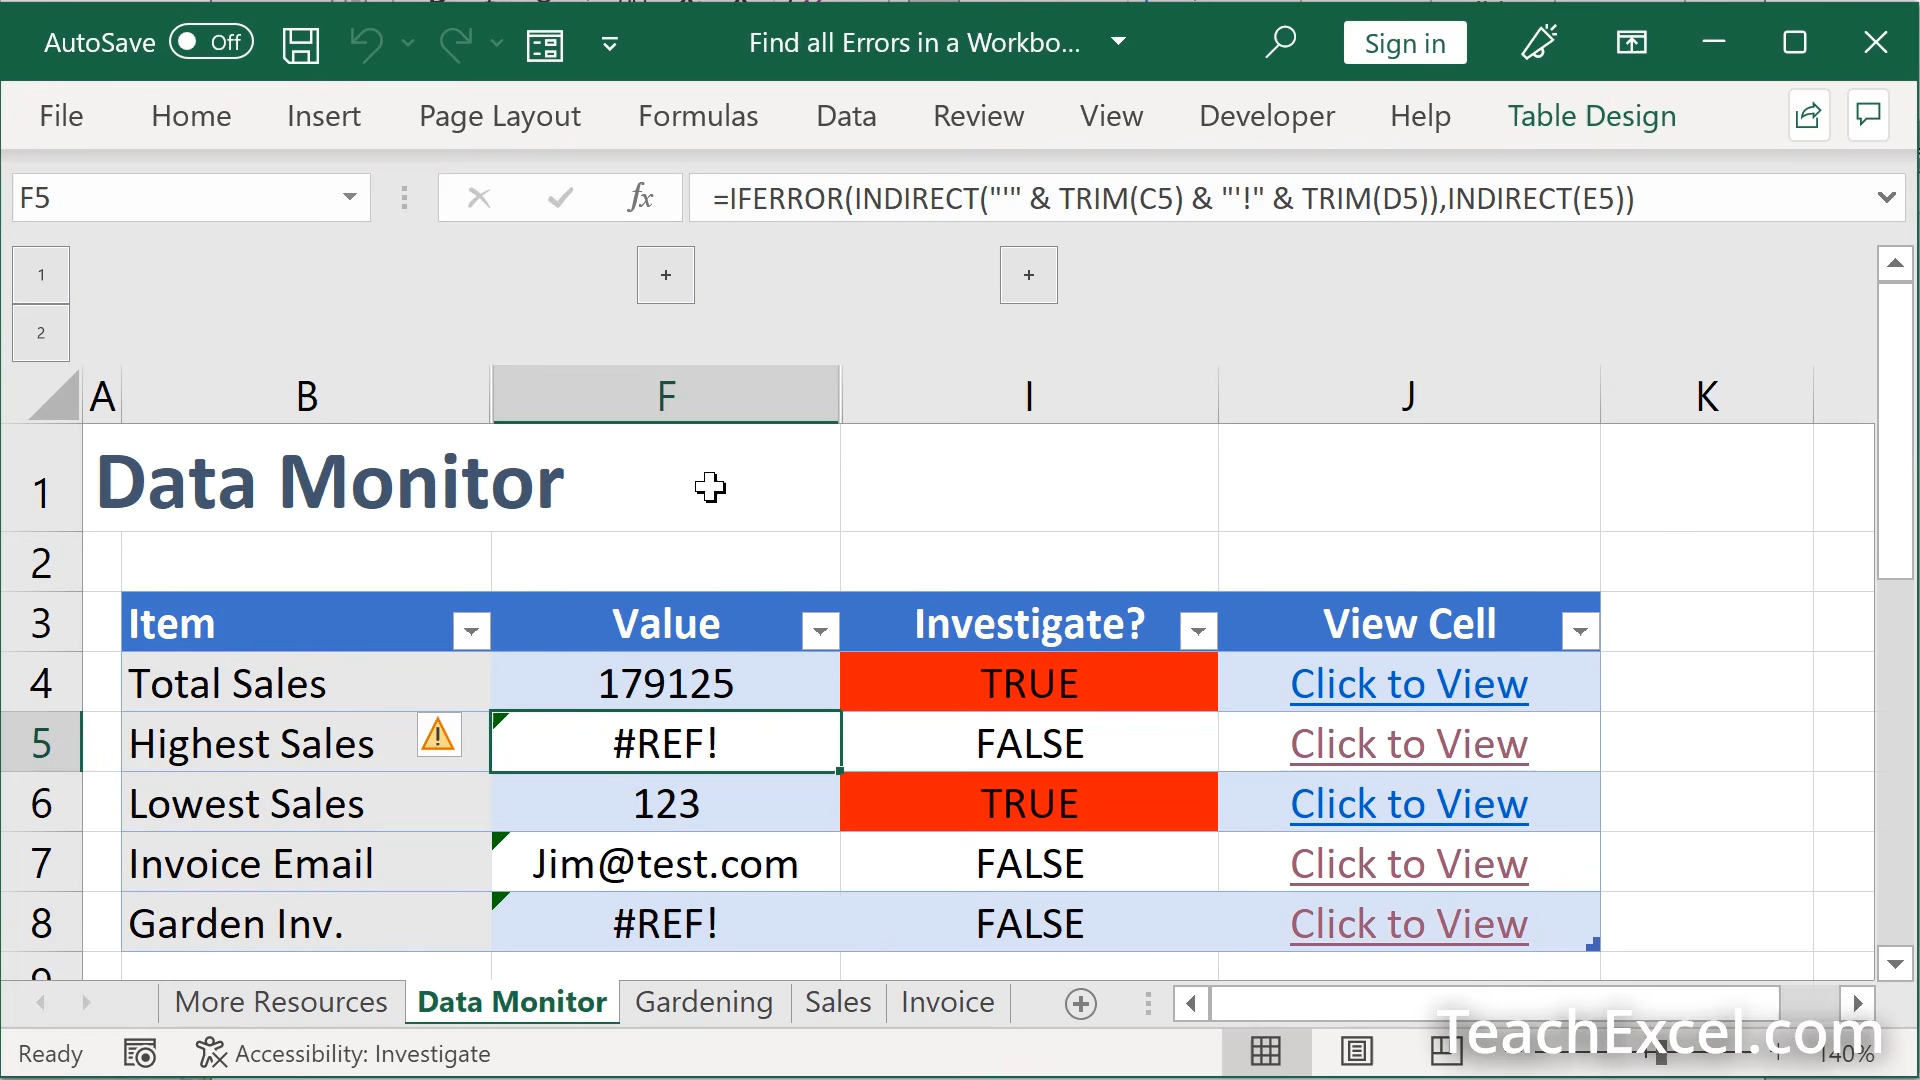 AutoSave Off Find all Errors in a Workbo... Sign in
File Home Insert Page Layout Formulas Data Review View Developer Help Table Design
F5 fx =IFERROR(INDIRECT("'" & TRIM(C5) & "'!" & TRIM(D5)),INDIRECT(E5))
1 + +
2
A B F I J K
1 Data Monitor
2
3 Item Value Investigate? View Cell
4 Total Sales 179125 TRUE Click to View
5 Highest Sales #REF! FALSE Click to View
6 Lowest Sales 123 TRUE Click to View
7 Invoice Email Jim@test.com FALSE Click to View
8 Garden Inv. #REF! FALSE Click to View
9
More Resources Data Monitor Gardening Sales Invoice
TeachExcel.com
Ready Accessibility: Investigate 140%